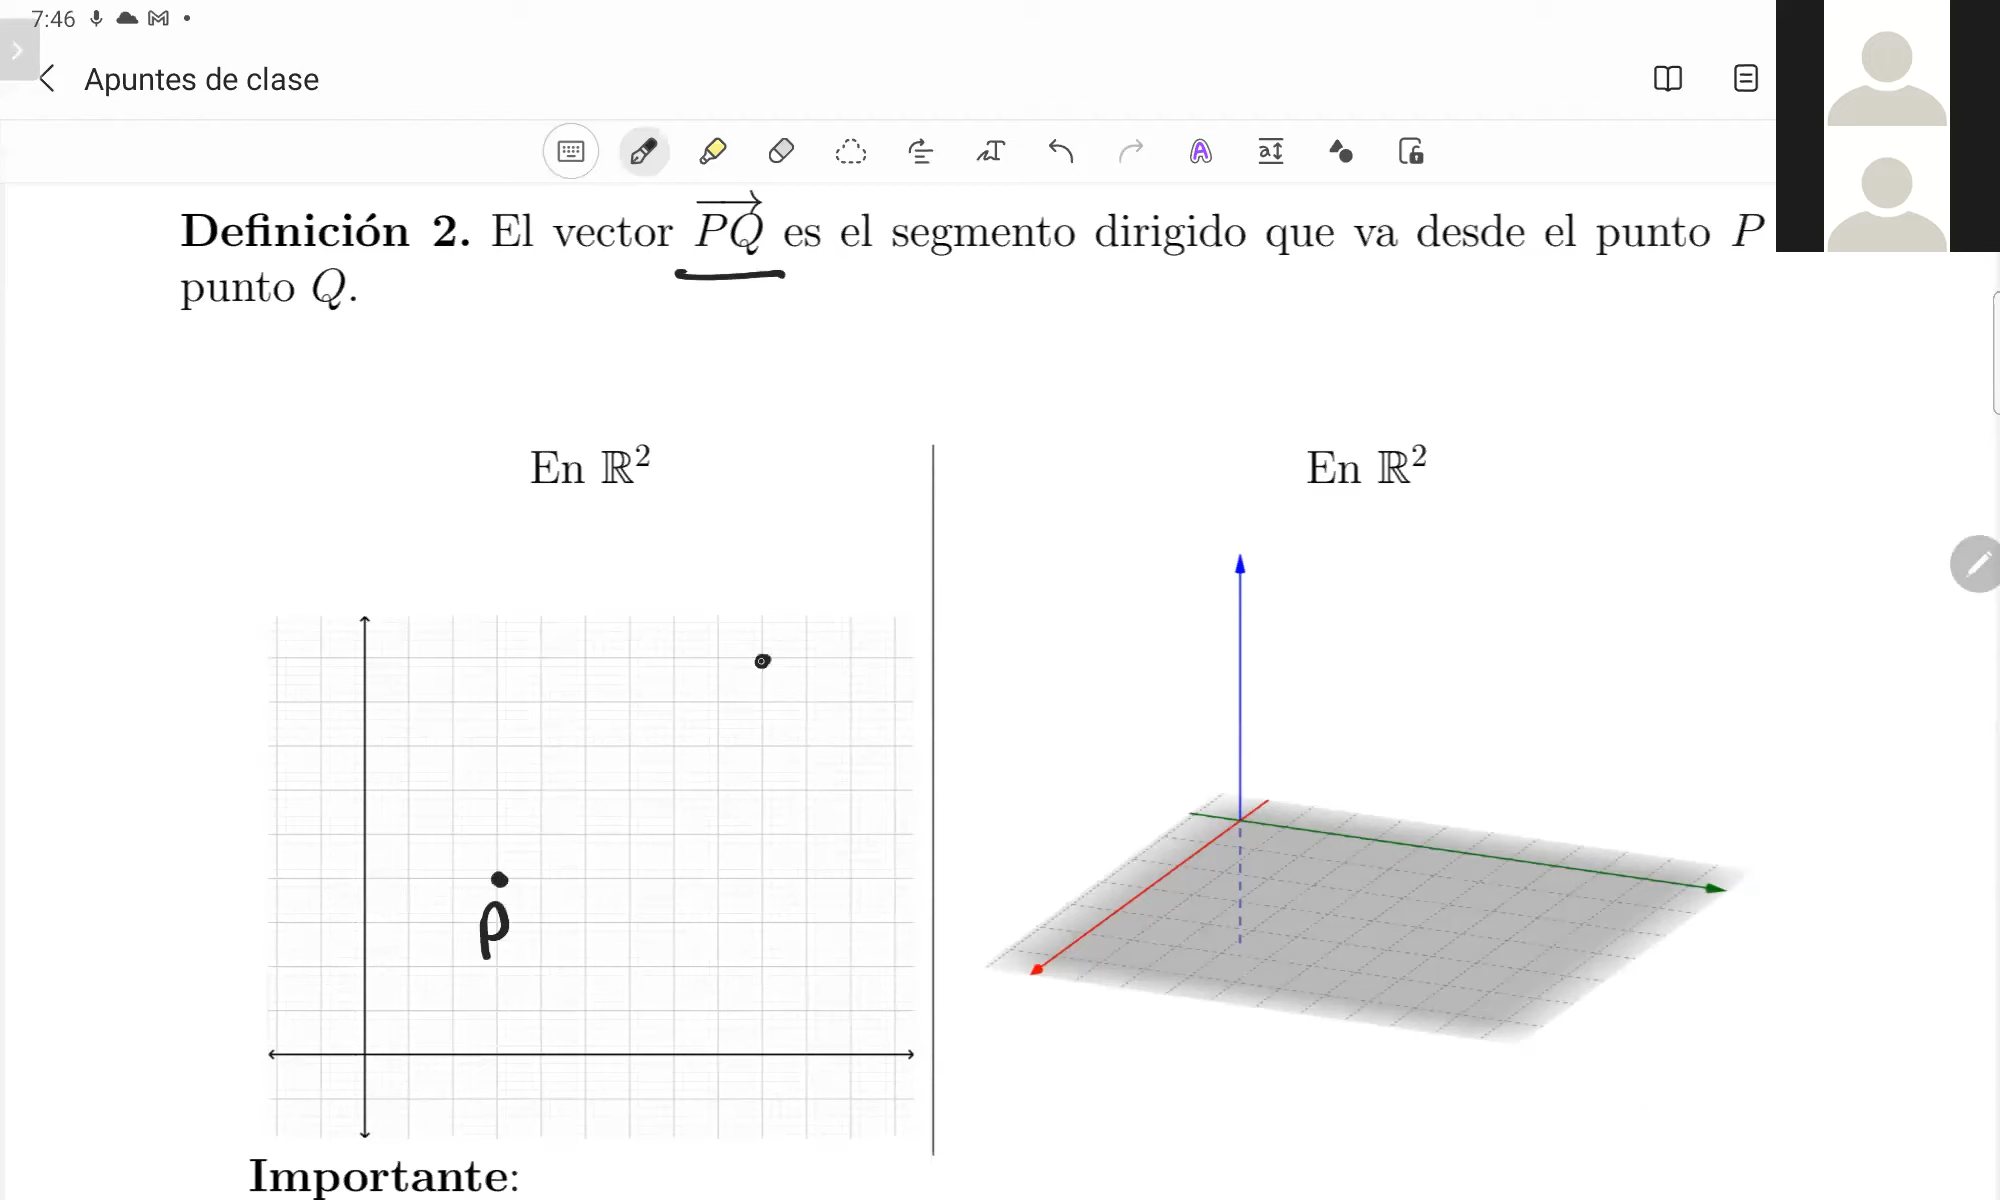 7:46
Apuntes de clase
Definición 2. El vector \overrightarrow{PQ} es el segmento dirigido que va desde el punto P
punto Q.
En ℝ²
En ℝ²
P
Importante: